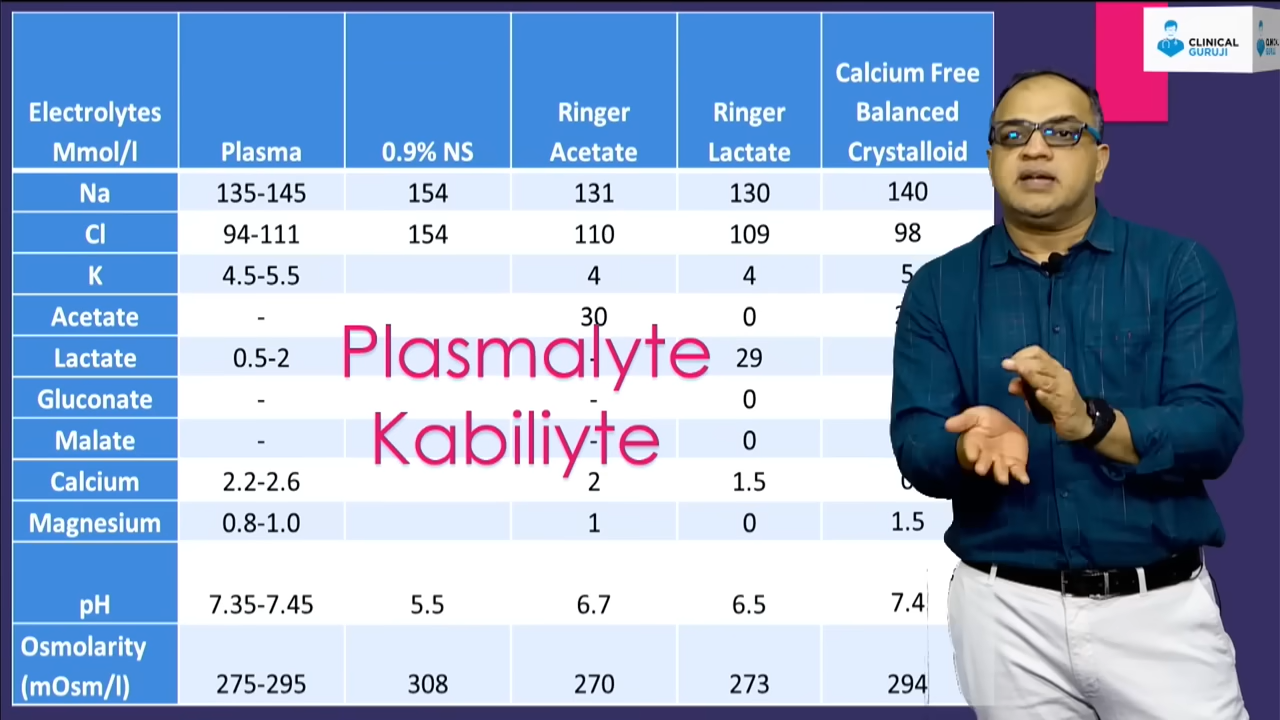 Electrolytes Mmol/l Plasma 0.9% NS Ringer Acetate Ringer Lactate Calcium Free Balanced Crystalloid
Na 135-145 154 131 130 140
Cl 94-111 154 110 109 98
K 4.5-5.5 4 4 5
Acetate - 30 0
Lactate 0.5-2 - 29
Gluconate - - 0
Malate - - 0
Calcium 2.2-2.6 2 1.5
Magnesium 0.8-1.0 1 0 1.5
pH 7.35-7.45 5.5 6.7 6.5 7.4
Osmolarity (mOsm/l) 275-295 308 270 273 294
Plasmalyte
Kabiliyte
CLINICAL
GURUJI